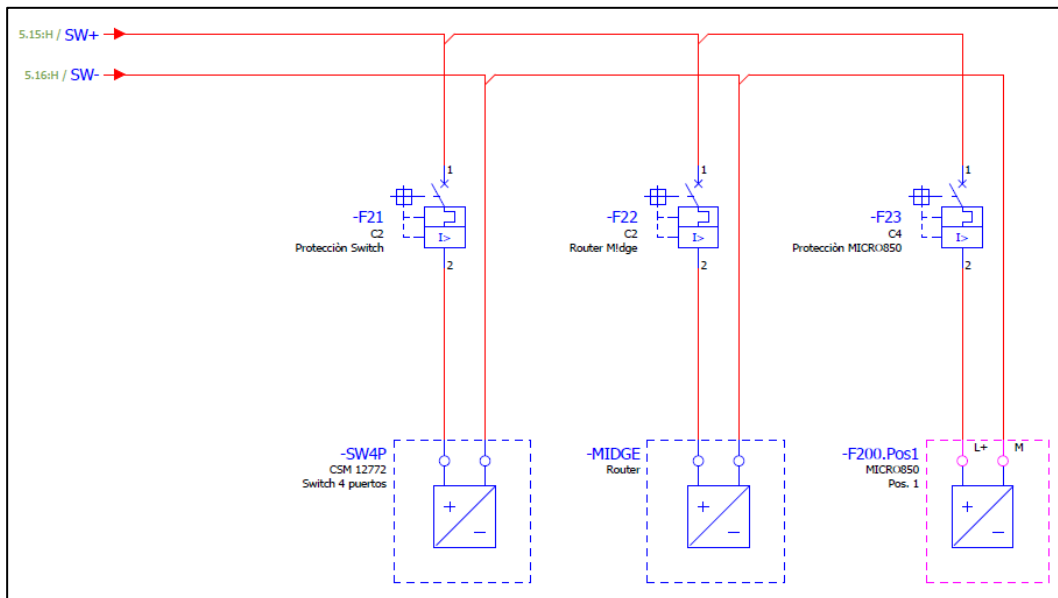 5.15:H / SW+
5.16:H / SW-
1
-F21
C2
Protecciòn Switch
I>
2
1
-F22
C2
Router M!dge
I>
2
1
-F23
C4
Protecciòn MICRO850
I>
2
-SW4P
CSM 12772
Switch 4 puertos
+
-
-MIDGE
Router
+
-
-F200.Pos1
MICRO850
Pos. 1
L+
M
+
-